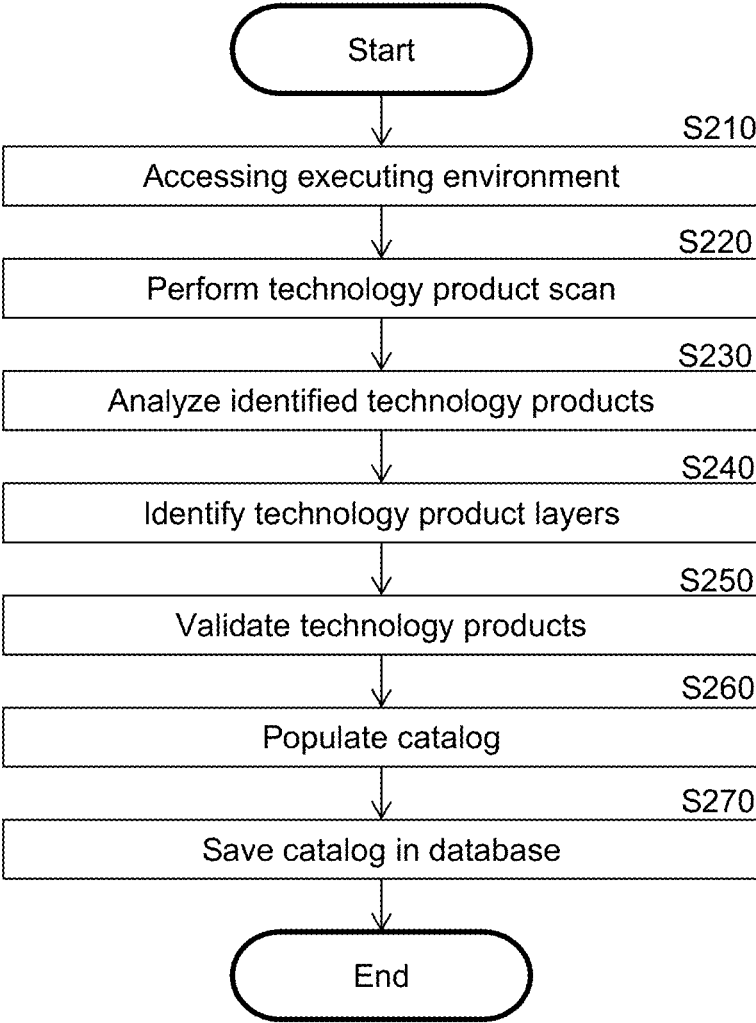 Start
S210
Accessing executing environment
S220
Perform technology product scan
S230
Analyze identified technology products
S240
Identify technology product layers
S250
Validate technology products
S260
Populate catalog
S270
Save catalog in database
End